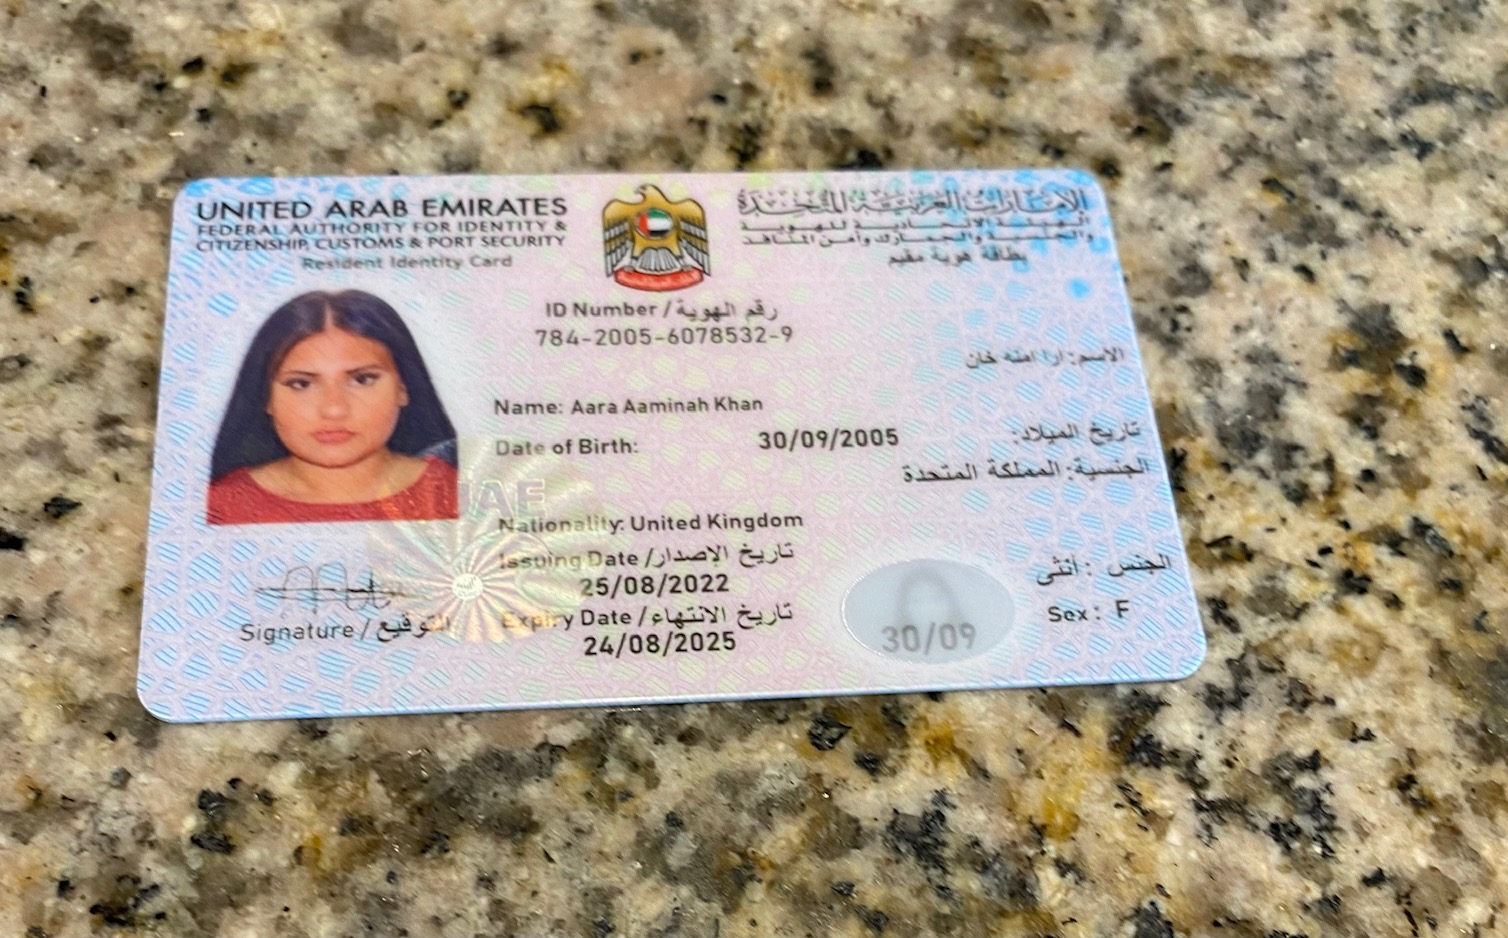 UNITED ARAB EMIRATES
FEDERAL AUTHORITY FOR IDENTITY &
CITIZENSHIP, CUSTOMS & PORT SECURITY
Resident Identity Card
الإمارات العربية المتحدة
الهيئة الاتحادية للهوية
والجنسية والجمارك وأمن المنافذ
بطاقة هوية مقيم
ID Number / رقم الهوية
784-2005-6078532-9
الاسم: ارا امنه خان
Name: Aara Aaminah Khan
Date of Birth: 30/09/2005 تاريخ الميلاد:
الجنسية: المملكة المتحدة
UAE
Nationality: United Kingdom
Issuing Date / تاريخ الإصدار
25/08/2022
Expiry Date / تاريخ الانتهاء
24/08/2025
الجنس: أنثى
Sex: F
30/09
Signature / التوقيع